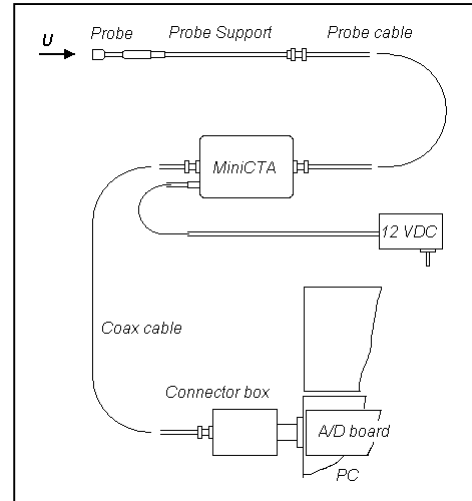 U
Probe
Probe Support
Probe cable
MiniCTA
12 VDC
Coax cable
Connector box
A/D board
PC